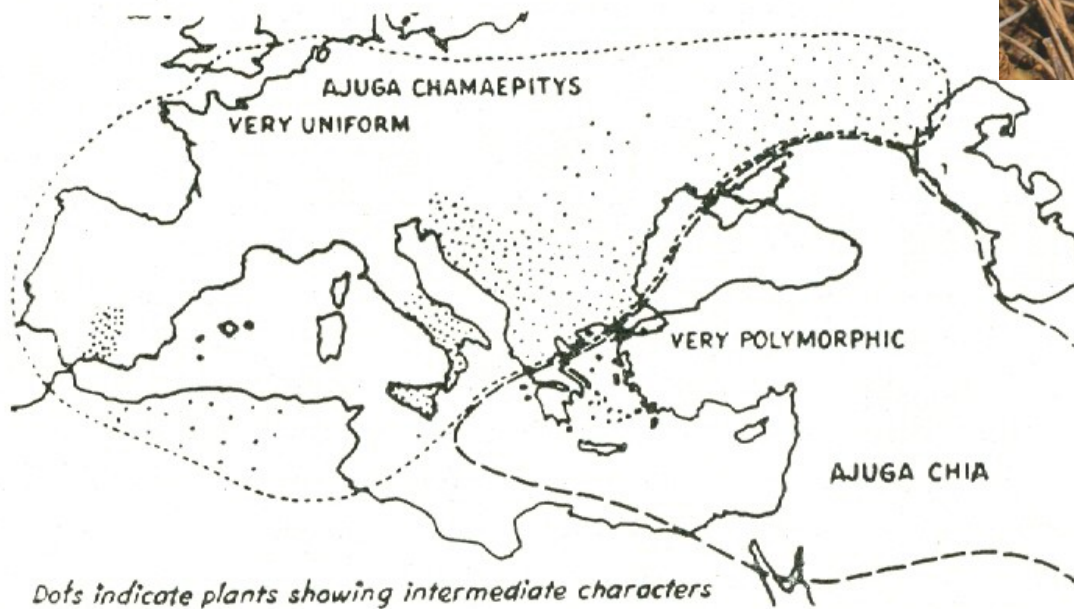 AJUGA CHAMAEPITYS
VERY UNIFORM
VERY POLYMORPHIC
AJUGA CHIA
Dots indicate plants showing intermediate characters